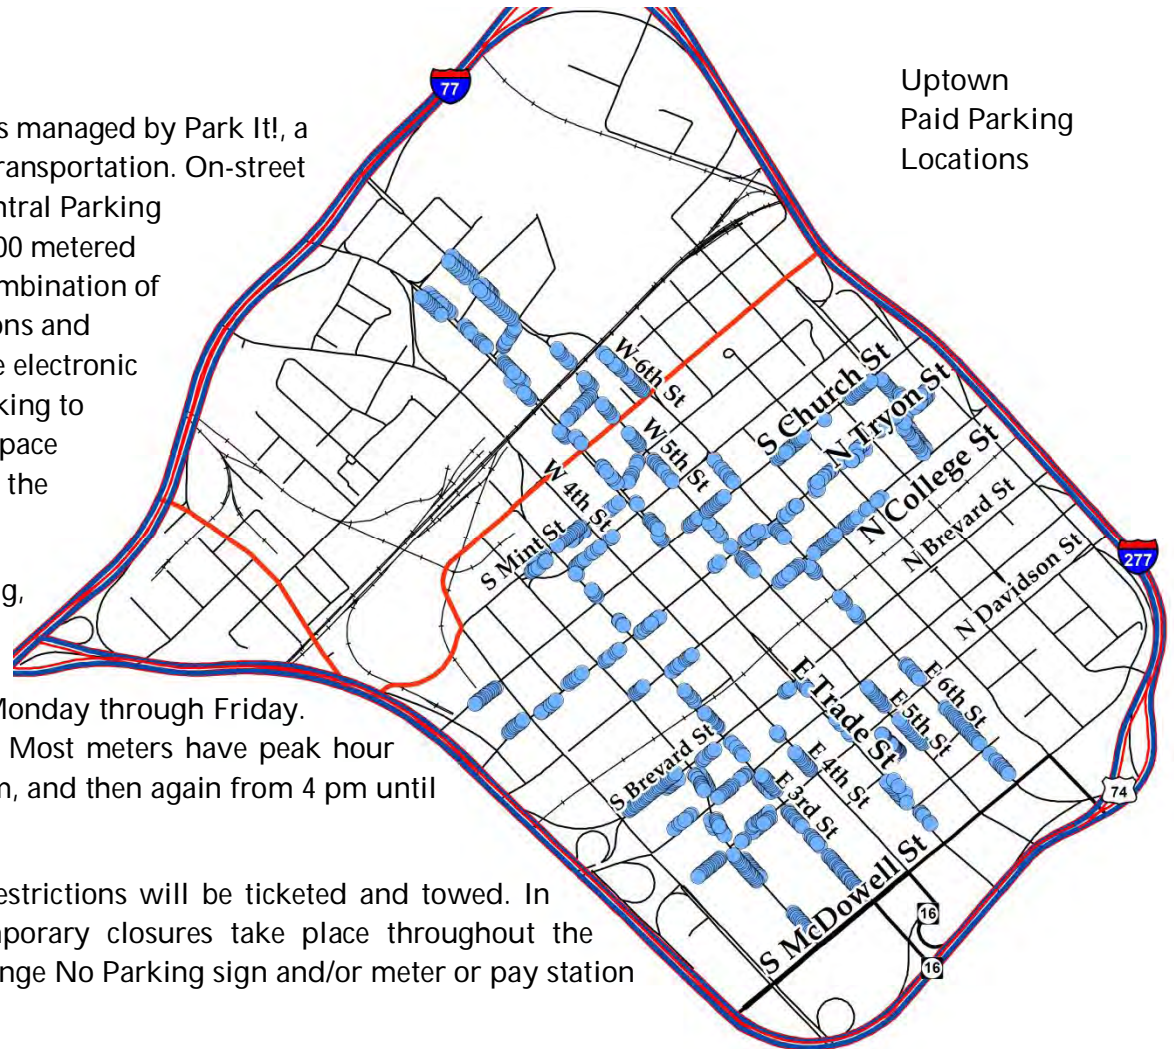 s managed by Park It!, a
ransportation. On-street
ntral Parking
00 metered
mbination of
ons and
e electronic
king to
pace
the
g,
Monday through Friday.
Most meters have peak hour
m, and then again from 4 pm until
estrictions will be ticketed and towed. In
mporary closures take place throughout the
nge No Parking sign and/or meter or pay station
Uptown
Paid Parking
Locations
77
W 6th St
S Church St
N Tryon St
W 5th St
W 4th St
N College St
S Mint St
N Brevard St
277
N Davidson St
E Trade St
E 6th St
E 5th St
S Brevard St
E 4th St
E 3rd St
74
S McDowell St
16
16